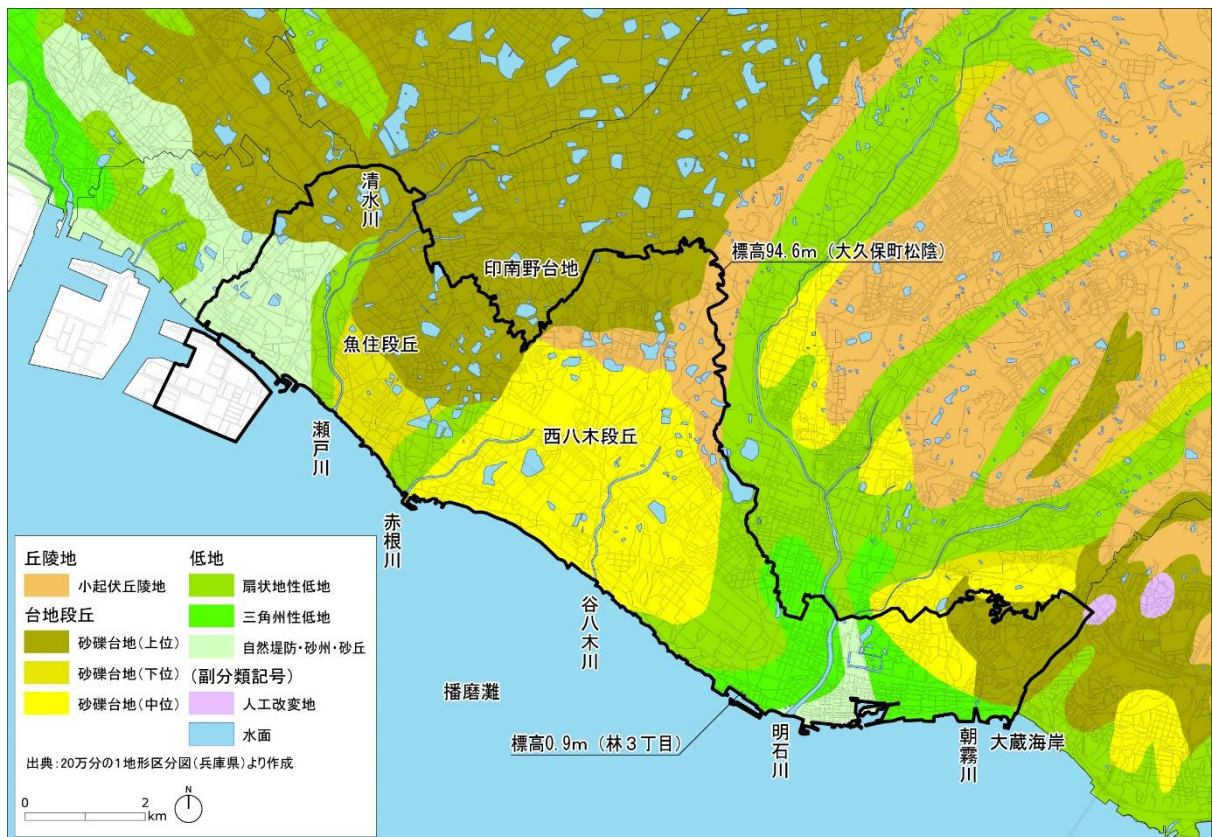 清水川
標高94.6m(大久保町松陰)
印南野台地
魚住段丘
西八木段丘
瀬戸川
赤根川
谷八木川
播磨灘
標高0.9m(林3丁目)
明石川
朝霧川
大蔵海岸
丘陵地
小起伏丘陵地
台地段丘
砂礫台地(上位)
砂礫台地(下位)
砂礫台地(中位)
低地
扇状地性低地
三角州性低地
自然堤防・砂州・砂丘
(副分類記号)
人工改変地
水面
出典:20万分の1地形区分図(兵庫県)より作成
0 2
km
N